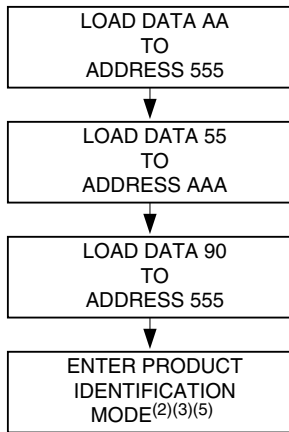 LOAD DATA AA
TO
ADDRESS 555
LOAD DATA 55
TO
ADDRESS AAA
LOAD DATA 90
TO
ADDRESS 555
ENTER PRODUCT
IDENTIFICATION
MODE(2)(3)(5)